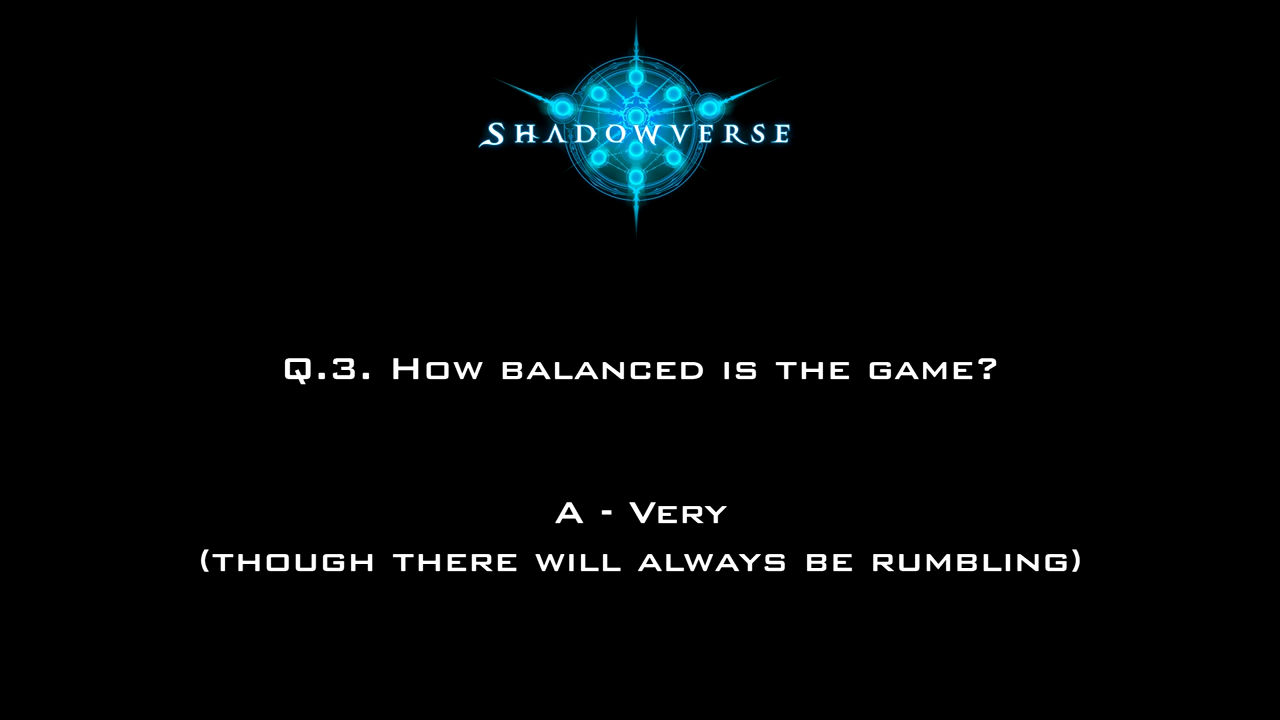 SHADOWVERSE
Q.3. HOW BALANCED IS THE GAME?
A - VERY
(THOUGH THERE WILL ALWAYS BE RUMBLING)